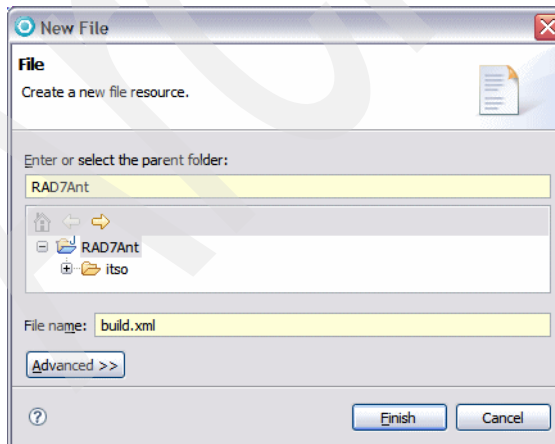 New File
File
Create a new file resource.
Enter or select the parent folder:
RAD7Ant
RAD7Ant
itso
File name: build.xml
Advanced >>
Finish Cancel